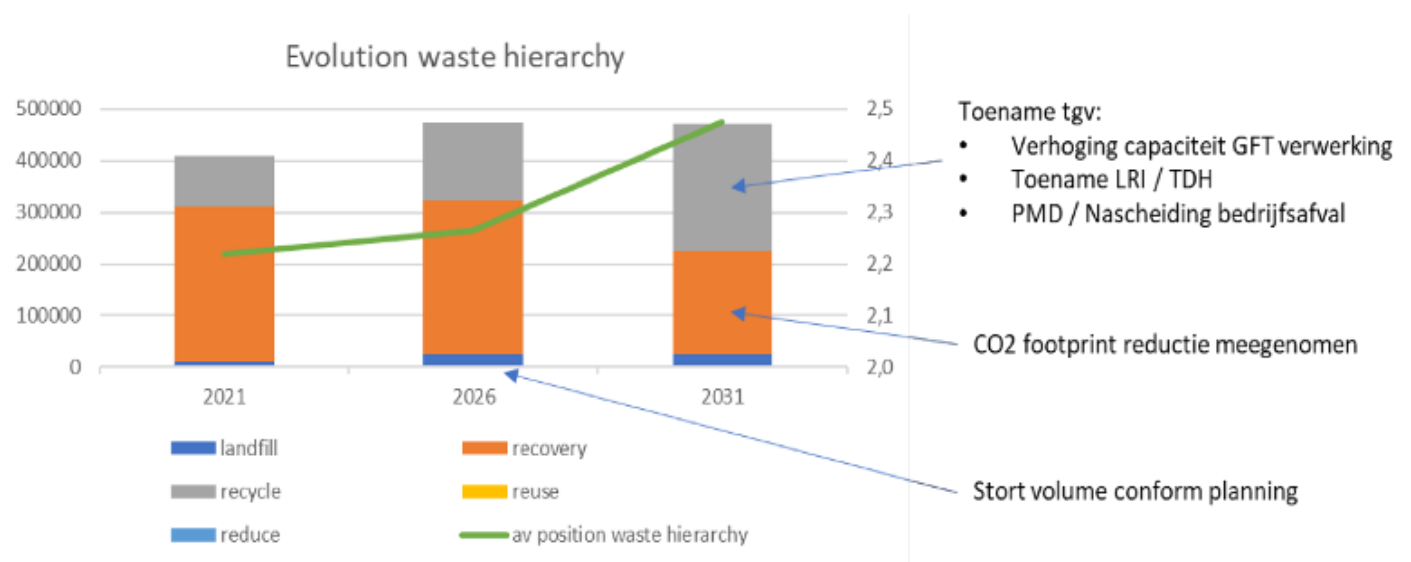 Evolution waste hierarchy
500000
400000
300000
200000
100000
0
2,5
2,4
2,3
2,2
2,1
2,0
2021
2026
2031
landfill
recovery
recycle
reuse
reduce
av position waste hierarchy
Toename tgv:
• Verhoging capaciteit GFT verwerking
• Toename LRI / TDH
• PMD / Nascheiding bedrijfsafval
CO2 footprint reductie meegenomen
Stort volume conform planning